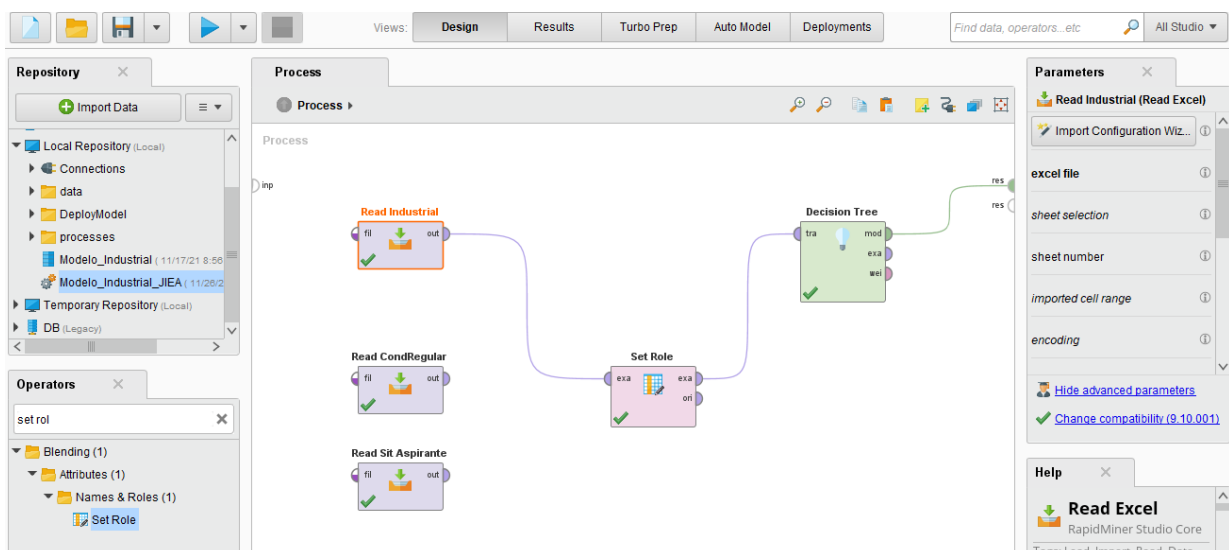 Views:
Design
Results
Turbo Prep
Auto Model
Deployments
Find data, operators...etc
All Studio
Repository
Import Data
Local Repository (Local)
Connections
data
DeployModel
processes
Modelo_Industrial (11/17/21 8:56
Modelo_Industrial_JIEA (11/26/2
Temporary Repository (Local)
DB (Legacy)
Operators
set rol
Blending (1)
Attributes (1)
Names & Roles (1)
Set Role
Process
Process
Process
inp
res
res
Read Industrial
fil out
Decision Tree
tra mod
exa
wei
Read CondRegular
fil out
Set Role
exa exa
ori
Read Sit Aspirante
fil out
Parameters
Read Industrial (Read Excel)
Import Configuration Wiz...
excel file
sheet selection
sheet number
imported cell range
encoding
Hide advanced parameters
Change compatibility (9.10.001)
Help
Read Excel
RapidMiner Studio Core